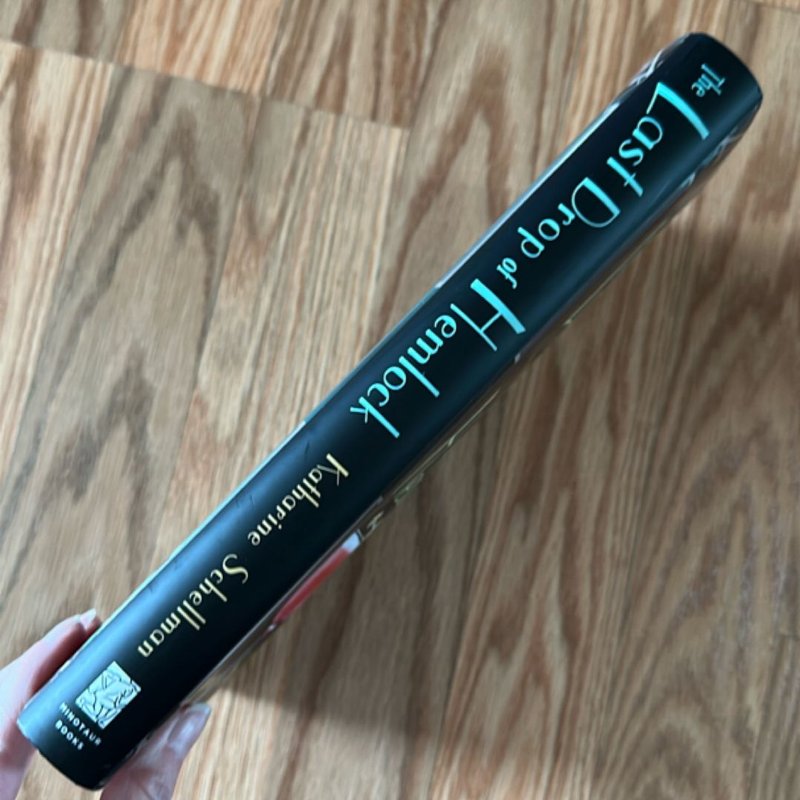 The Last Drop of Hemlock
Katharine Schellman
MINOTAUR
BOOKS